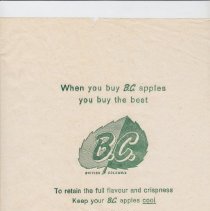 When you buy B.C. apples
you buy the best
B.C.
BRITISH COLUMBIA
To retain the full flavour and crispness
Keep your B.C. apples cool